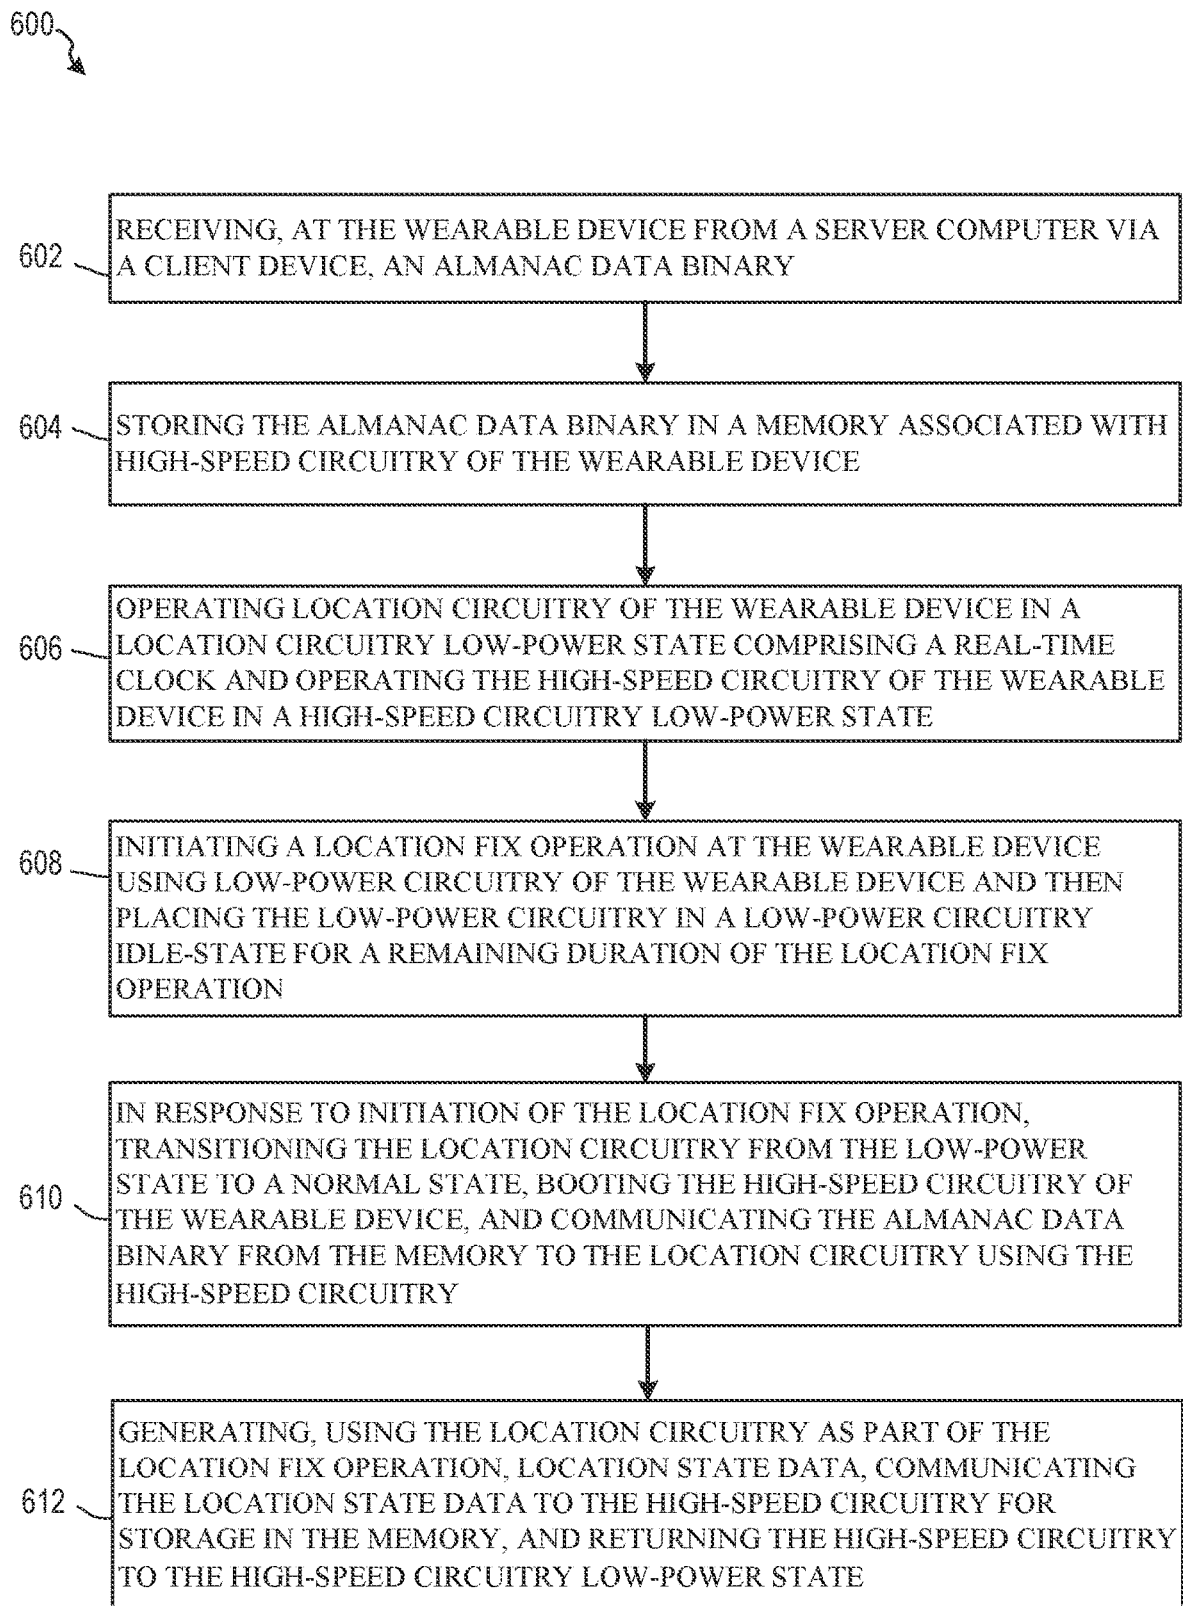 600
602
RECEIVING, AT THE WEARABLE DEVICE FROM A SERVER COMPUTER VIA
A CLIENT DEVICE, AN ALMANAC DATA BINARY
604
STORING THE ALMANAC DATA BINARY IN A MEMORY ASSOCIATED WITH
HIGH-SPEED CIRCUITRY OF THE WEARABLE DEVICE
606
OPERATING LOCATION CIRCUITRY OF THE WEARABLE DEVICE IN A
LOCATION CIRCUITRY LOW-POWER STATE COMPRISING A REAL-TIME
CLOCK AND OPERATING THE HIGH-SPEED CIRCUITRY OF THE WEARABLE
DEVICE IN A HIGH-SPEED CIRCUITRY LOW-POWER STATE
608
INITIATING A LOCATION FIX OPERATION AT THE WEARABLE DEVICE
USING LOW-POWER CIRCUITRY OF THE WEARABLE DEVICE AND THEN
PLACING THE LOW-POWER CIRCUITRY IN A LOW-POWER CIRCUITRY
IDLE-STATE FOR A REMAINING DURATION OF THE LOCATION FIX
OPERATION
610
IN RESPONSE TO INITIATION OF THE LOCATION FIX OPERATION,
TRANSITIONING THE LOCATION CIRCUITRY FROM THE LOW-POWER
STATE TO A NORMAL STATE, BOOTING THE HIGH-SPEED CIRCUITRY OF
THE WEARABLE DEVICE, AND COMMUNICATING THE ALMANAC DATA
BINARY FROM THE MEMORY TO THE LOCATION CIRCUITRY USING THE
HIGH-SPEED CIRCUITRY
612
GENERATING, USING THE LOCATION CIRCUITRY AS PART OF THE
LOCATION FIX OPERATION, LOCATION STATE DATA, COMMUNICATING
THE LOCATION STATE DATA TO THE HIGH-SPEED CIRCUITRY FOR
STORAGE IN THE MEMORY, AND RETURNING THE HIGH-SPEED CIRCUITRY
TO THE HIGH-SPEED CIRCUITRY LOW-POWER STATE